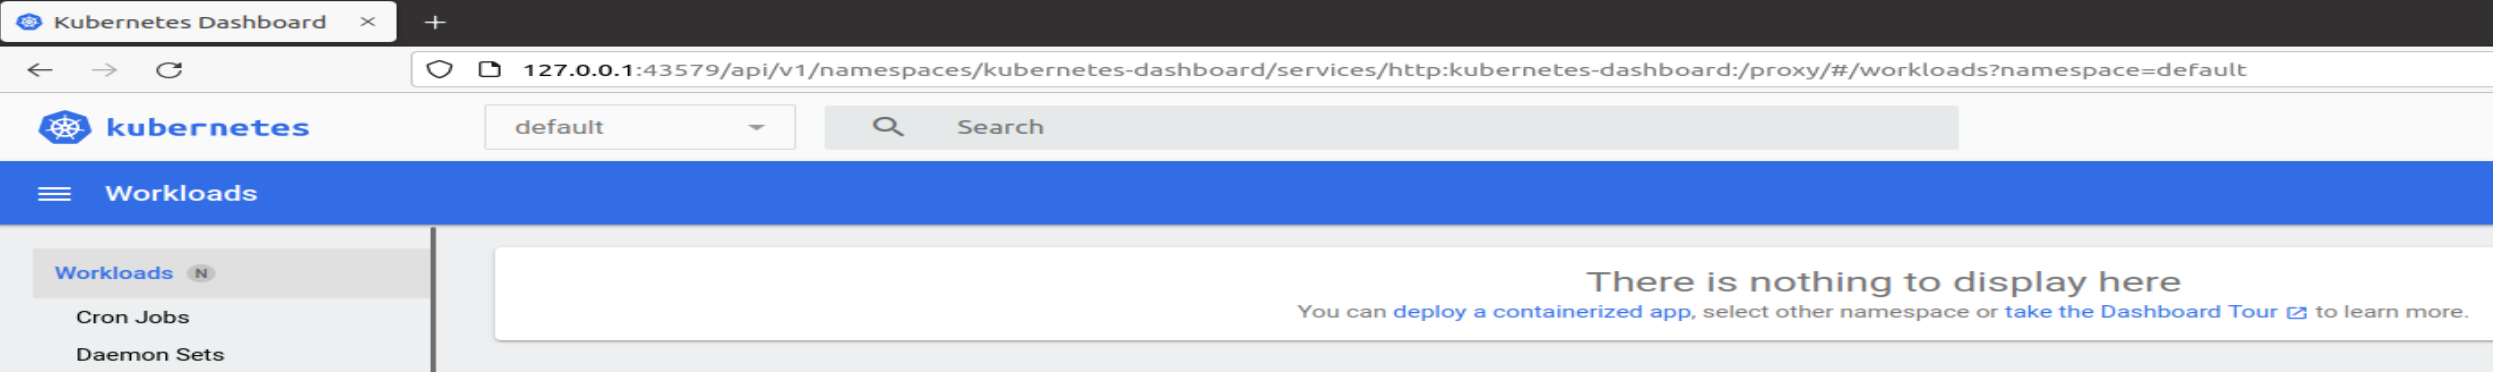 Kubernetes Dashboard
127.0.0.1:43579/api/v1/namespaces/kubernetes-dashboard/services/http:kubernetes-dashboard:/proxy/#/workloads?namespace=default
kubernetes
default
Search
Workloads
Workloads N
Cron Jobs
Daemon Sets
There is nothing to display here
You can deploy a containerized app, select other namespace or take the Dashboard Tour to learn more.